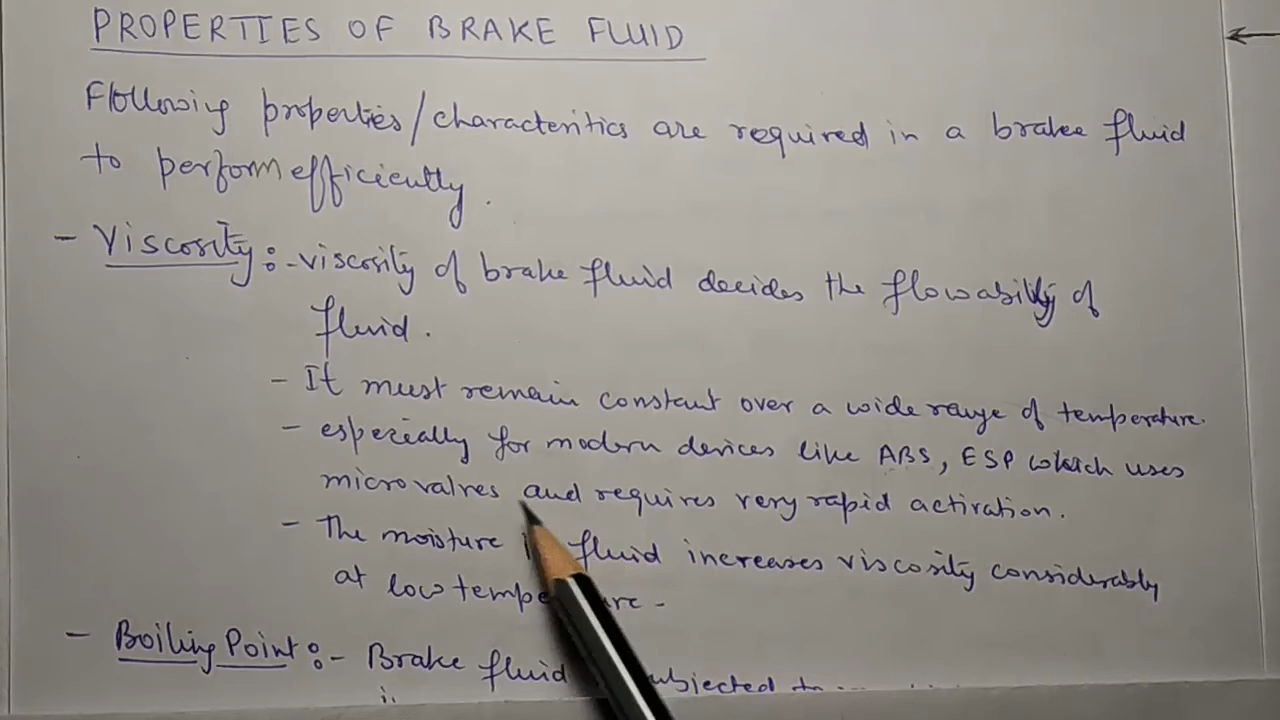 PROPERTIES OF BRAKE FLUID
Following properties/characteristics are required in a brake fluid
to perform efficiently.
- Viscosity:- viscosity of brake fluid decides the flowability of
fluid.
- It must remain constant over a wide range of temperature.
- especially for modern devices like ABS, ESP which uses
microvalves and requires very rapid activation.
- The moisture fluid increases viscosity considerably
at low temperature-
- Boiling Point:- Brake fluid subjected to